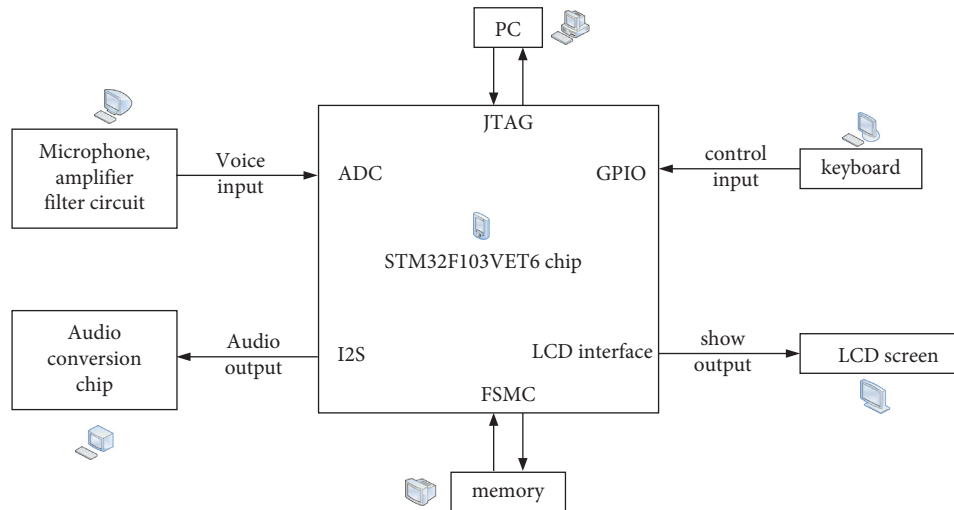 PC
JTAG
Microphone,
amplifier
filter circuit
Voice
input
ADC
GPIO
control
input
keyboard
STM32F103VET6 chip
Audio
conversion
chip
Audio
output
I2S
LCD interface
show
output
LCD screen
FSMC
memory